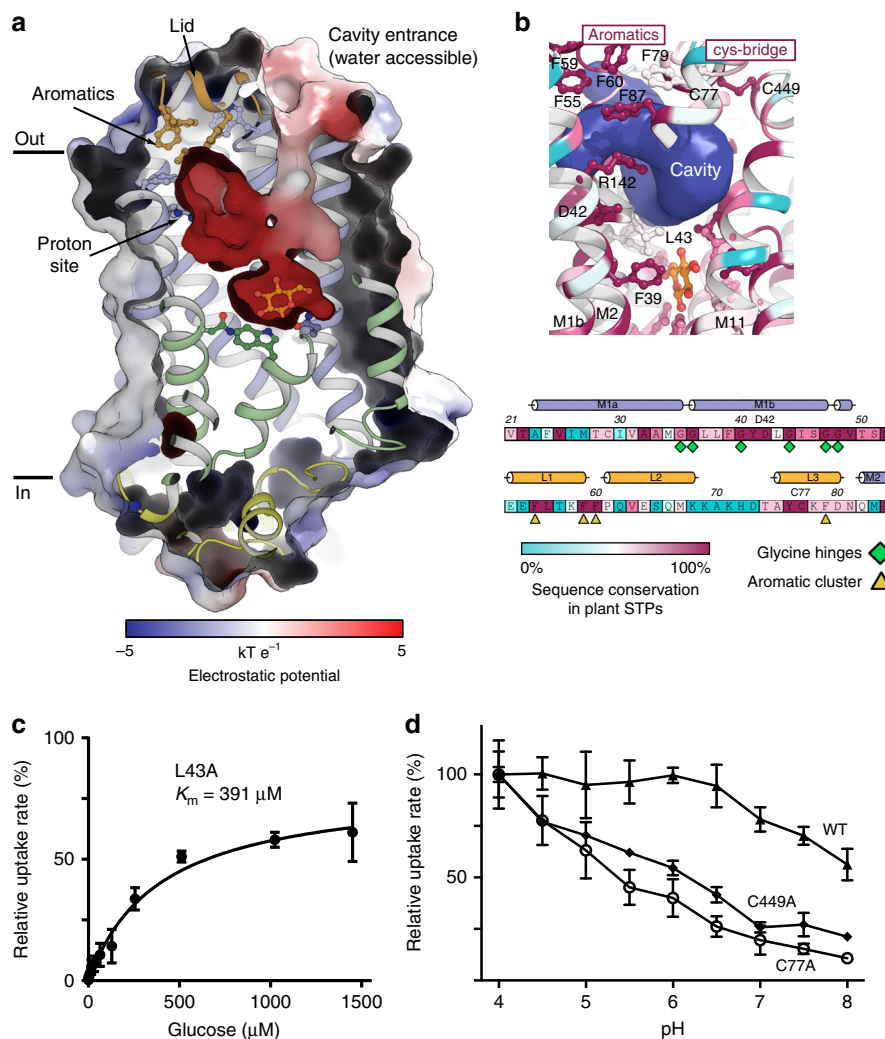 a
Lid
Cavity entrance
(water accessible)
Aromatics
Out
Proton
site
In
−5
kT e−1
5
Electrostatic potential
b
Aromatics
cys-bridge
F59
F60
F79
C77
C449
F55
F87
Cavity
R142
D42
L43
F39
M1b
M2
M11
M1a
M1b
21
30
40
D42
50
VTAFVIMTCIVAAMGGLLFGYDLGISGGVTS
L1
L2
L3
M2
60
70
C77
80
EEFLTKFFPQVESQMKKAKHDTAYCKFDNQM
0%
100%
Sequence conservation
in plant STPs
Glycine hinges
Aromatic cluster
c
L43A
Km = 391 μM
Relative uptake rate (%)
100
50
0
0
500
1000
1500
Glucose (μM)
d
Relative uptake rate (%)
100
50
WT
C449A
C77A
4
5
6
7
8
pH